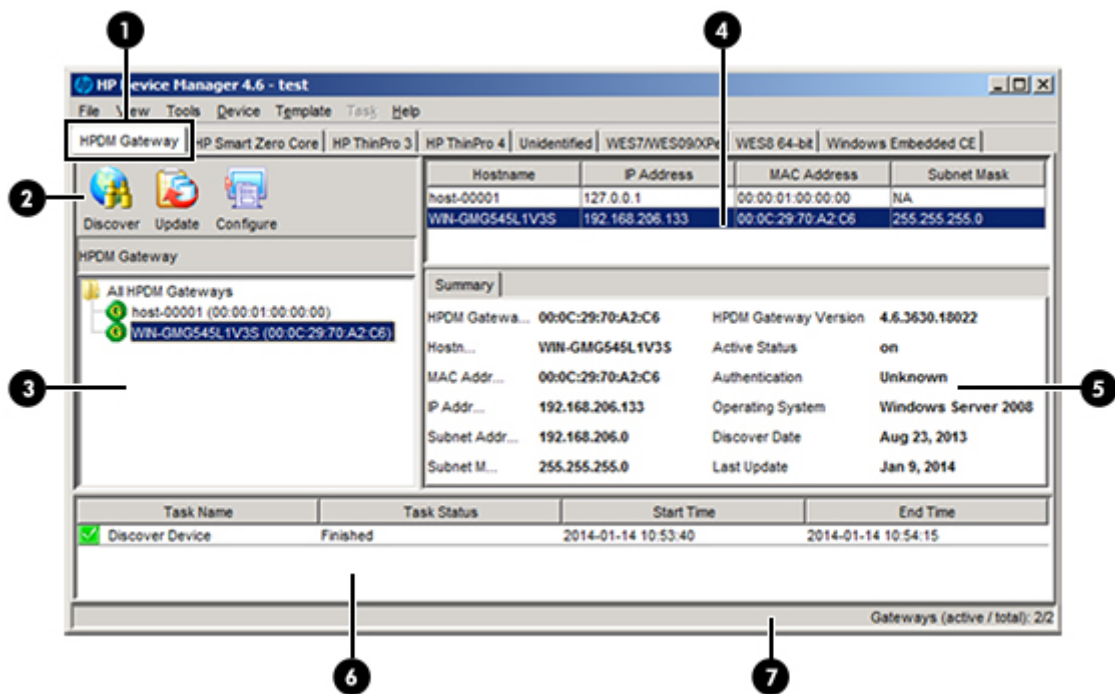 1
4
HP Device Manager 4.6 - test
File View Tools Device Template Task Help
HPDM Gateway HP Smart Zero Core HP ThinPro 3 HP ThinPro 4 Unidentified WES7/WES09/XPe WES8 64-bit Windows Embedded CE
2
Discover Update Configure
HPDM Gateway
All HPDM Gateways
host-00001 (00:00:01:00:00:00)
WIN-GMG545L1V3S (00:0C:29:70:A2:C6)
3
Hostname IP Address MAC Address Subnet Mask
host-00001 127.0.0.1 00:00:01:00:00:00 NA
WIN-GMG545L1V3S 192.168.206.133 00:0C:29:70:A2:C6 255.255.255.0
Summary
HPDM Gatewa... 00:0C:29:70:A2:C6 HPDM Gateway Version 4.6.3630.18022
Hostn... WIN-GMG545L1V3S Active Status on
MAC Addr... 00:0C:29:70:A2:C6 Authentication Unknown
5
IP Addr... 192.168.206.133 Operating System Windows Server 2008
Subnet Addr... 192.168.206.0 Discover Date Aug 23, 2013
Subnet M... 255.255.255.0 Last Update Jan 9, 2014
Task Name Task Status Start Time End Time
Discover Device Finished 2014-01-14 10:53:40 2014-01-14 10:54:15
Gateways (active / total): 2/2
6
7